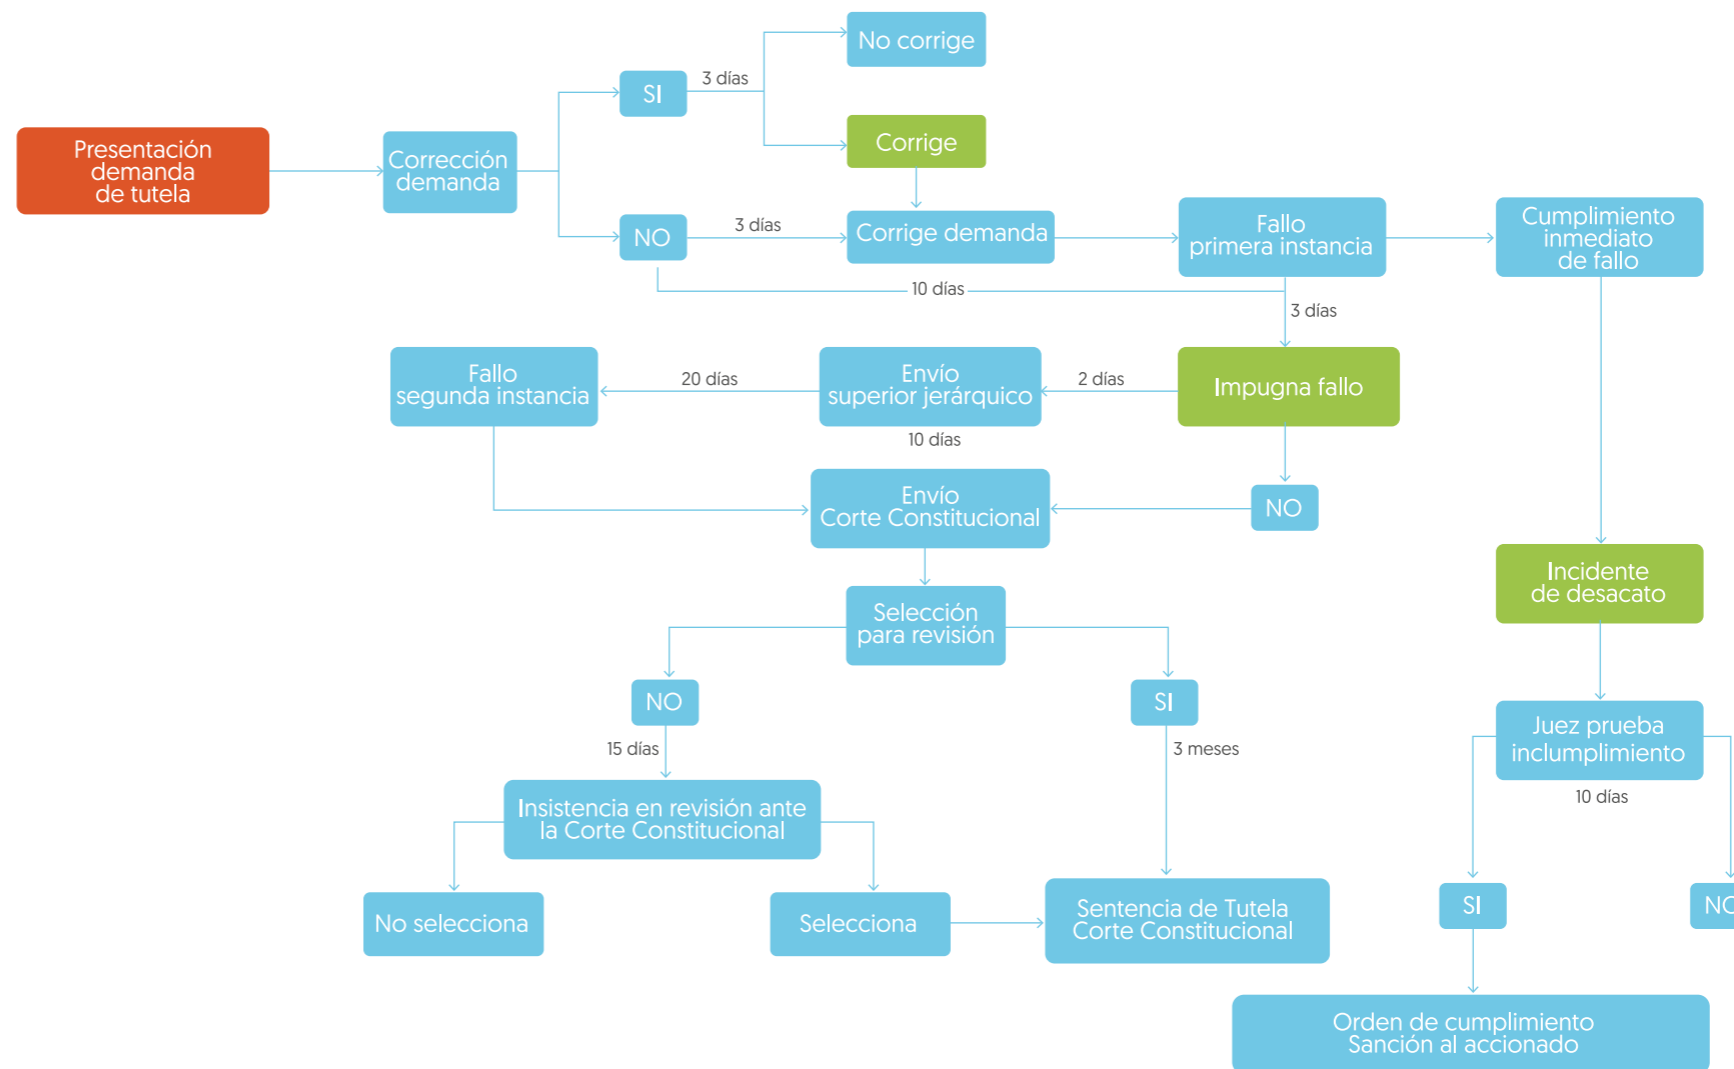 No corrige
3 días
SI
Corrige
Presentación
demanda
de tutela
Corrección
demanda
NO
3 días
Corrige demanda
Fallo
primera instancia
Cumplimiento
inmediato
de fallo
10 días
3 días
Fallo
segunda instancia
20 días
Envío
superior jerárquico
2 días
Impugna fallo
10 días
Envío
Corte Constitucional
NO
Incidente
de desacato
Selección
para revisión
NO
SI
Juez prueba
inclumplimiento
15 días
3 meses
10 días
Insistencia en revisión ante
la Corte Constitucional
No selecciona
Selecciona
Sentencia de Tutela
Corte Constitucional
SI
NO
Orden de cumplimiento
Sanción al accionado